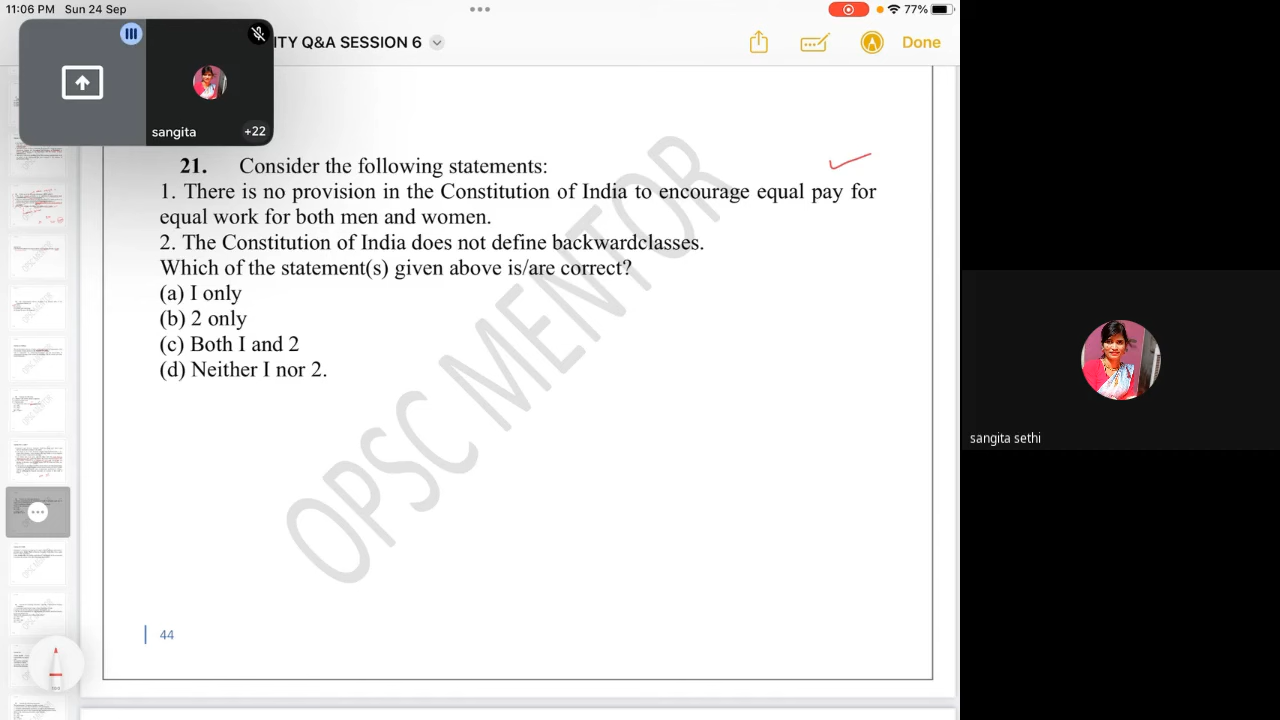 11:06 PM Sun 24 Sep
77%
ITY Q&A SESSION 6
Done
sangita
+22
21. Consider the following statements:
1. There is no provision in the Constitution of India to encourage equal pay for
equal work for both men and women.
2. The Constitution of India does not define backwardclasses.
Which of the statement(s) given above is/are correct?
(a) I only
(b) 2 only
(c) Both I and 2
(d) Neither I nor 2.
OPSC MENTOR
44
sangita sethi